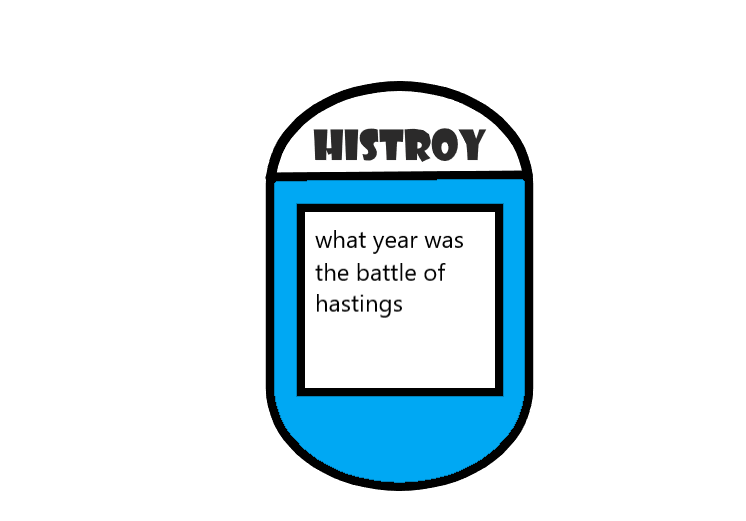 HISTROY
what year was
the battle of
hastings